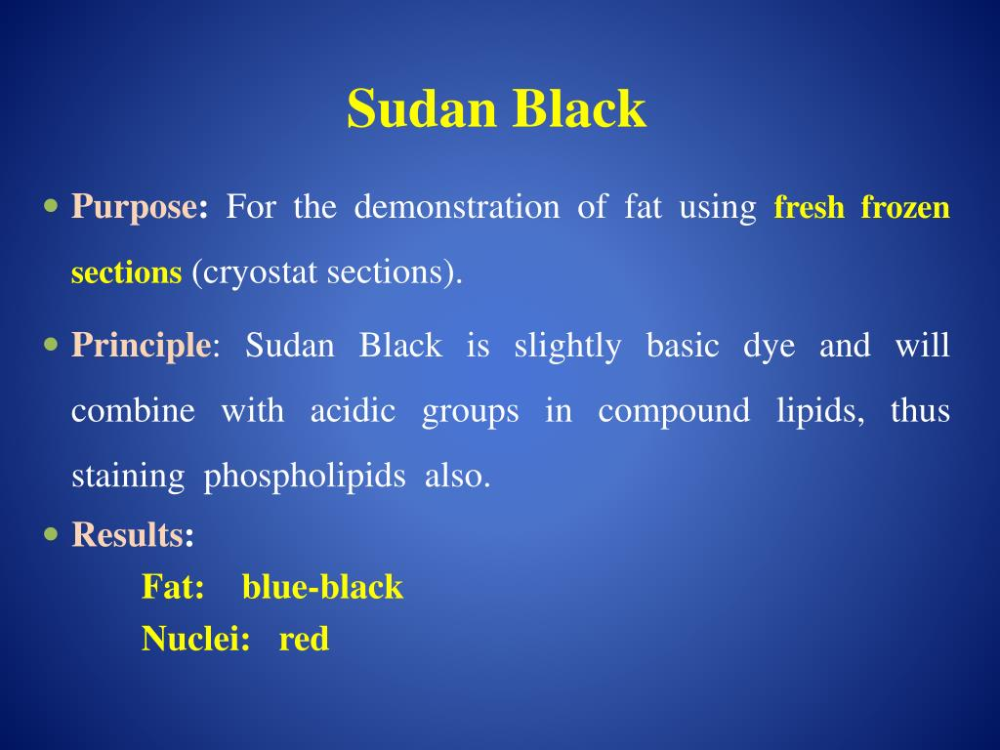 Sudan Black
• Purpose: For the demonstration of fat using fresh frozen
sections (cryostat sections).
• Principle: Sudan Black is slightly basic dye and will
combine with acidic groups in compound lipids, thus
staining phospholipids also.
• Results:
Fat: blue-black
Nuclei: red